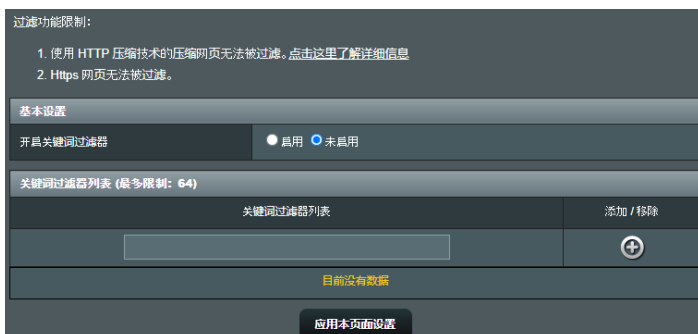 过滤功能限制:
1. 使用 HTTP 压缩技术的压缩网页无法被过滤。点击这里了解详细信息
2. Https 网页无法被过滤。
基本设置
开启关键词过滤器 启用 未启用
关键词过滤器列表 (最多限制: 64)
关键词过滤器列表 添加 / 移除
目前没有数据
应用本页面设置